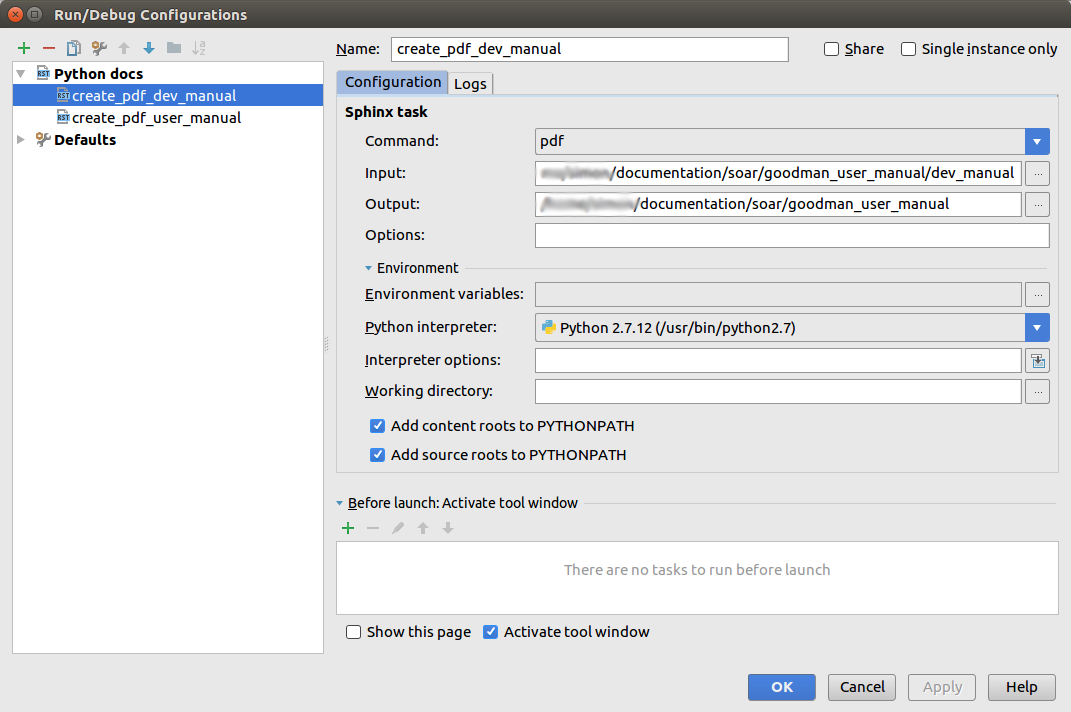 Run/Debug Configurations
Name: create_pdf_dev_manual
Share
Single instance only
Python docs
create_pdf_dev_manual
create_pdf_user_manual
Defaults
Configuration
Logs
Sphinx task
Command: pdf
Input: /documentation/soar/goodman_user_manual/dev_manual
Output: /documentation/soar/goodman_user_manual
Options:
Environment
Environment variables:
Python interpreter: Python 2.7.12 (/usr/bin/python2.7)
Interpreter options:
Working directory:
Add content roots to PYTHONPATH
Add source roots to PYTHONPATH
Before launch: Activate tool window
There are no tasks to run before launch
Show this page
Activate tool window
OK
Cancel
Apply
Help